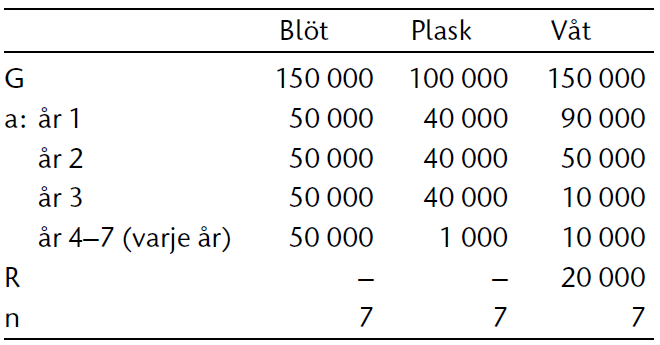 Blöt Plask Våt
G 150 000 100 000 150 000
a: år 1 50 000 40 000 90 000
år 2 50 000 40 000 50 000
år 3 50 000 40 000 10 000
år 4–7 (varje år) 50 000 1 000 10 000
R – – 20 000
n 7 7 7